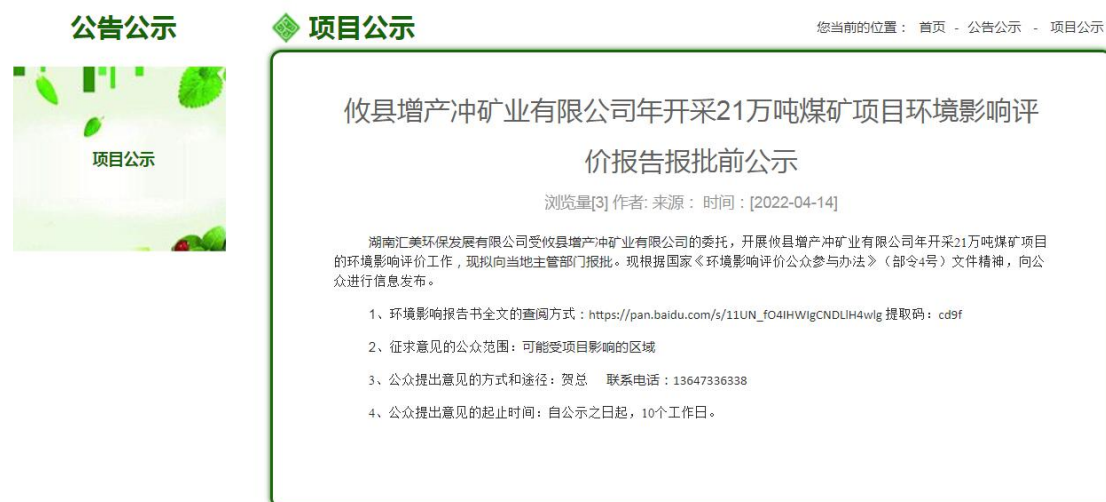 公告公示
项目公示
您当前的位置： 首页 - 公告公示 - 项目公示
项目公示
攸县增产冲矿业有限公司年开采21万吨煤矿项目环境影响评
价报告报批前公示
浏览量[3] 作者: 来源： 时间：[2022-04-14]
湖南汇美环保发展有限公司受攸县增产冲矿业有限公司的委托，开展攸县增产冲矿业有限公司年开采21万吨煤矿项目
的环境影响评价工作，现拟向当地主管部门报批。现根据国家《环境影响评价公众参与办法》（部令4号）文件精神，向公
众进行信息发布。
1、环境影响报告书全文的查阅方式：https://pan.baidu.com/s/11UN_fO4IHWIgCNDLlH4wlg 提取码：cd9f
2、征求意见的公众范围：可能受项目影响的区域
3、公众提出意见的方式和途径：贺总 联系电话：13647336338
4、公众提出意见的起止时间：自公示之日起，10个工作日。